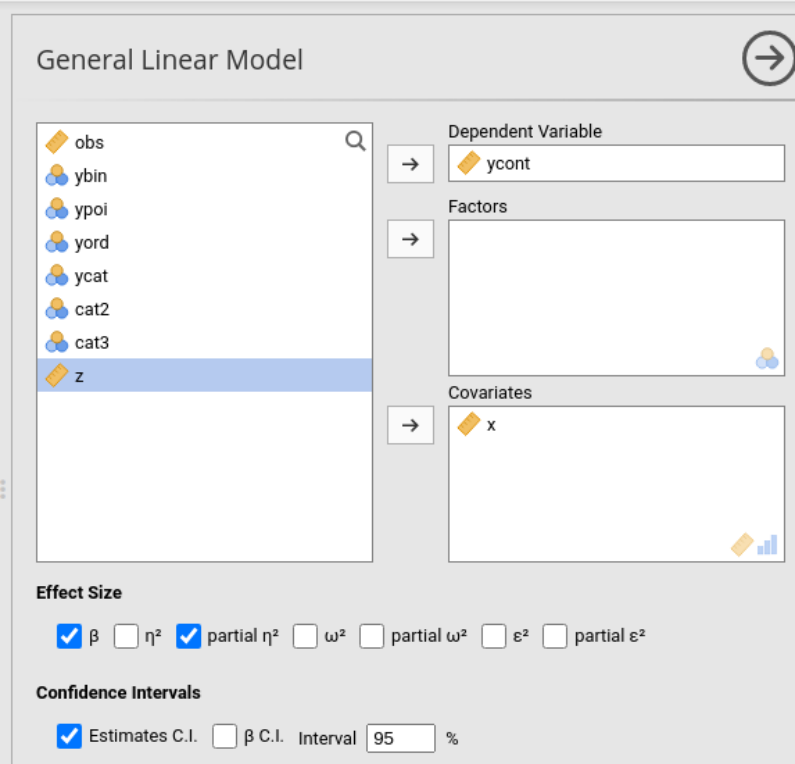 General Linear Model
obs
ybin
ypoi
yord
ycat
cat2
cat3
z
Dependent Variable
ycont
Factors
Covariates
x
Effect Size
β η² partial η² ω² partial ω² ε² partial ε²
Confidence Intervals
Estimates C.I. β C.I. Interval 95 %